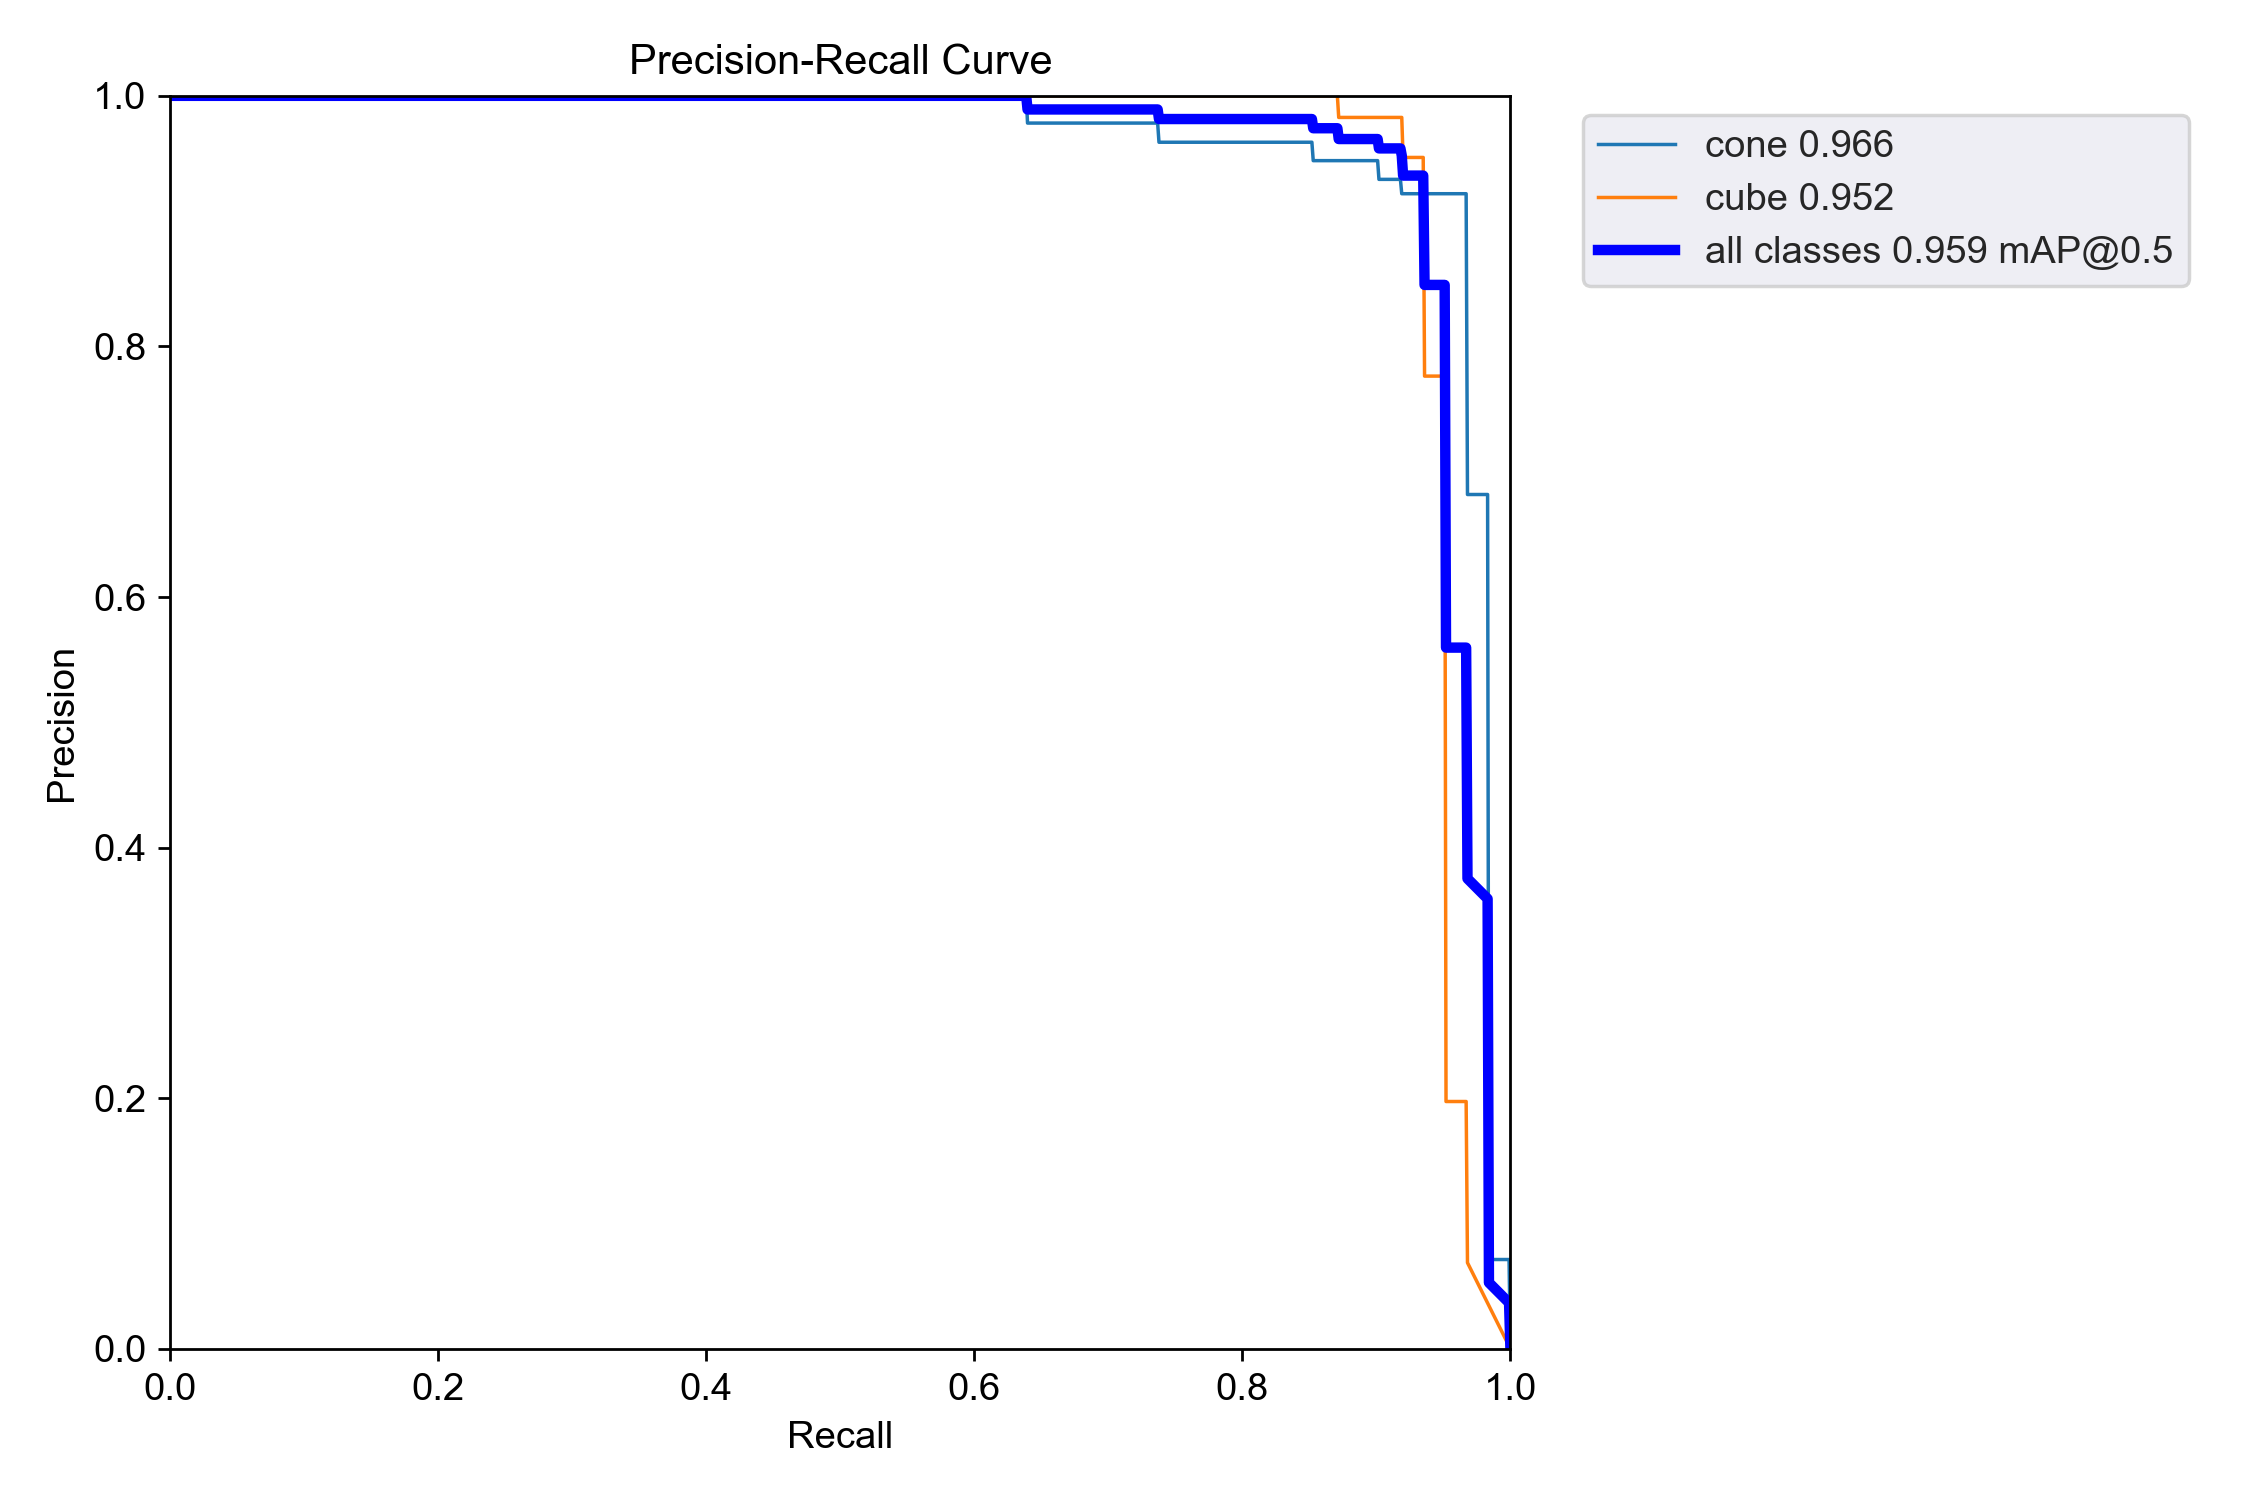 Precision-Recall Curve
1.0
0.8
0.6
0.4
0.2
0.0
Precision
0.0 0.2 0.4 0.6 0.8 1.0
Recall
cone 0.966
cube 0.952
all classes 0.959 mAP@0.5